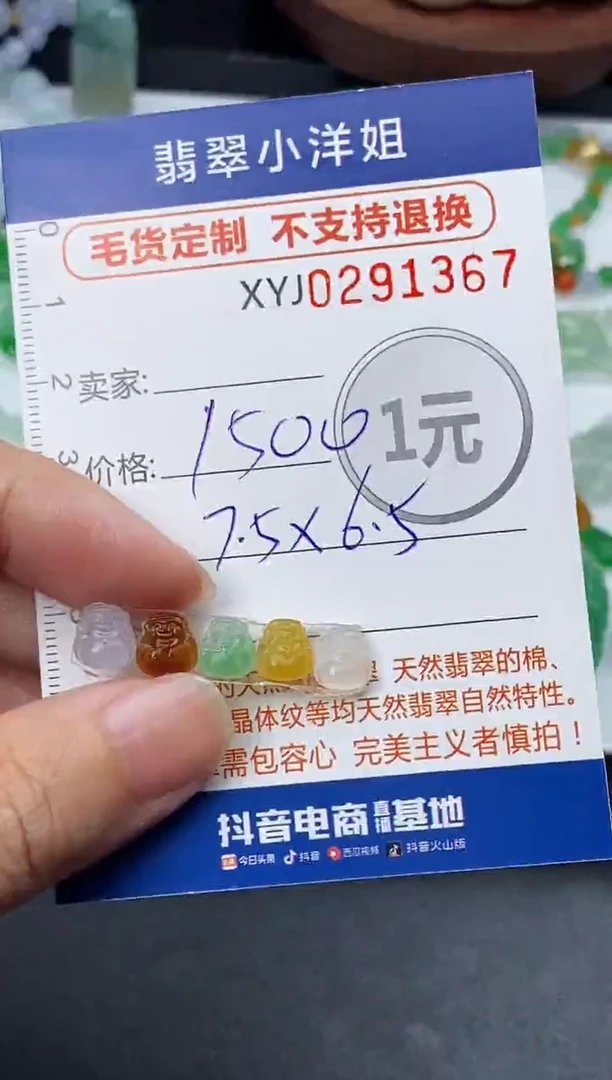 翡翠小洋姐
毛货定制 不支持退换
XYJ0291367
0
1
2
3
卖家:
1元
价格: 1500
7.5×6.5
天然翡翠的棉、
晶体纹等均天然翡翠自然特性。
需包容心 完美主义者慎拍！
抖音电商直播基地
今日头条 抖音 西瓜视频 抖音火山版